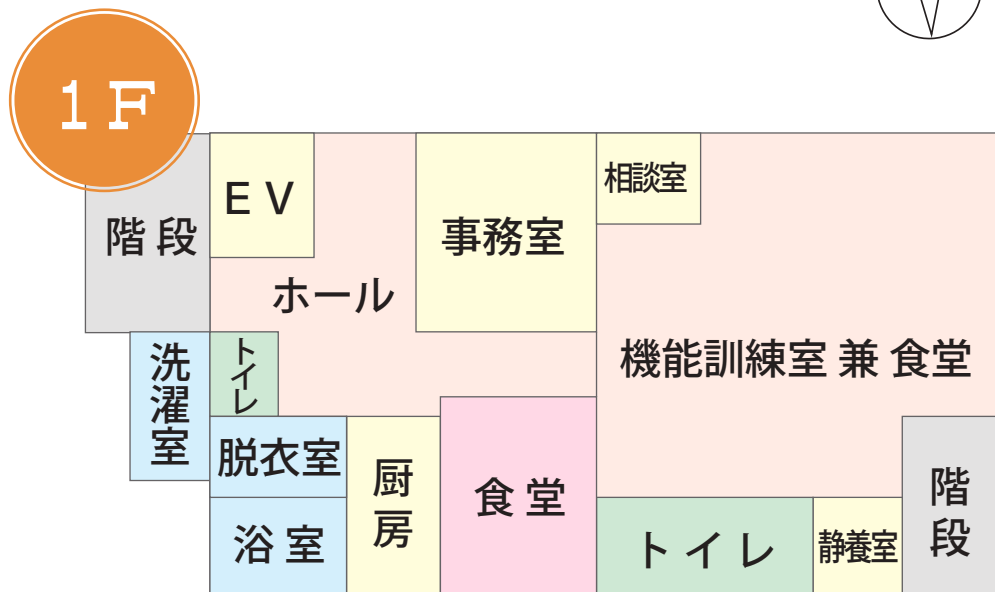 1F
階段
EV
事務室
相談室
ホール
機能訓練室 兼 食堂
洗濯室
トイレ
脱衣室
厨房
食堂
浴室
トイレ
静養室
階段